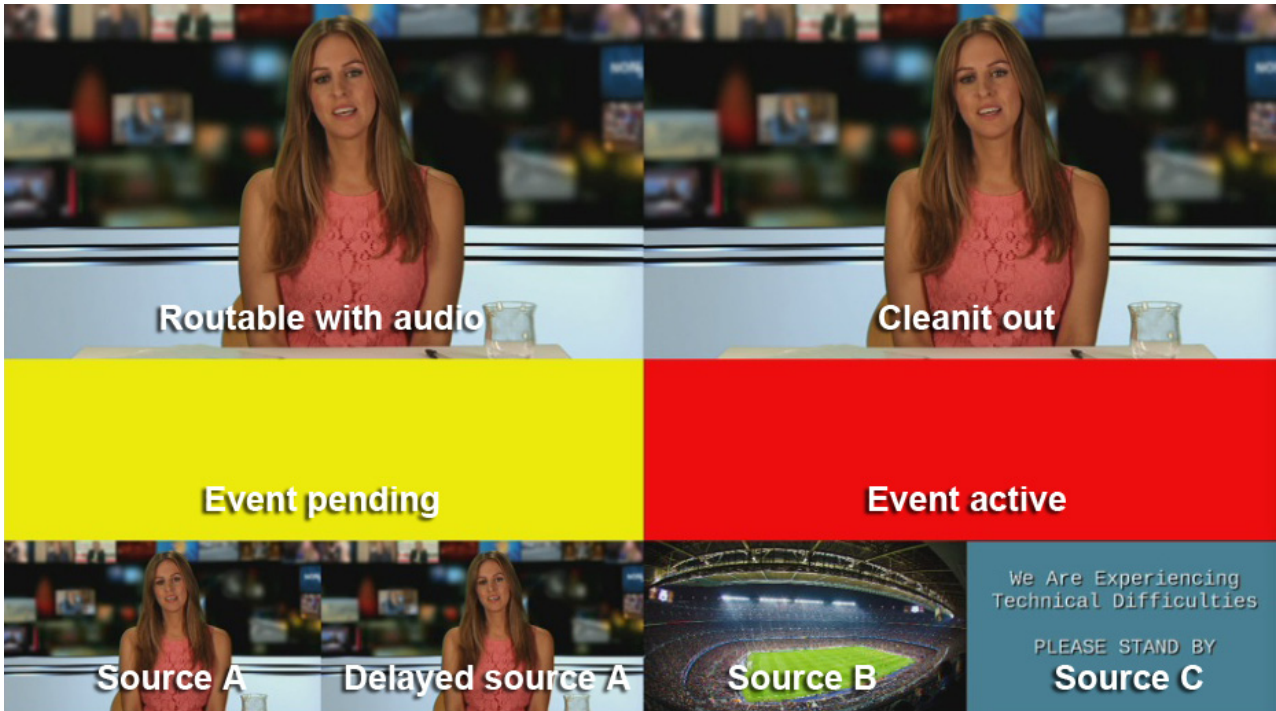 Routable with audio
Cleanit out
Event pending
Event active
We Are Experiencing
Technical Difficulties
PLEASE STAND BY
Source A
Delayed source A
Source B
Source C